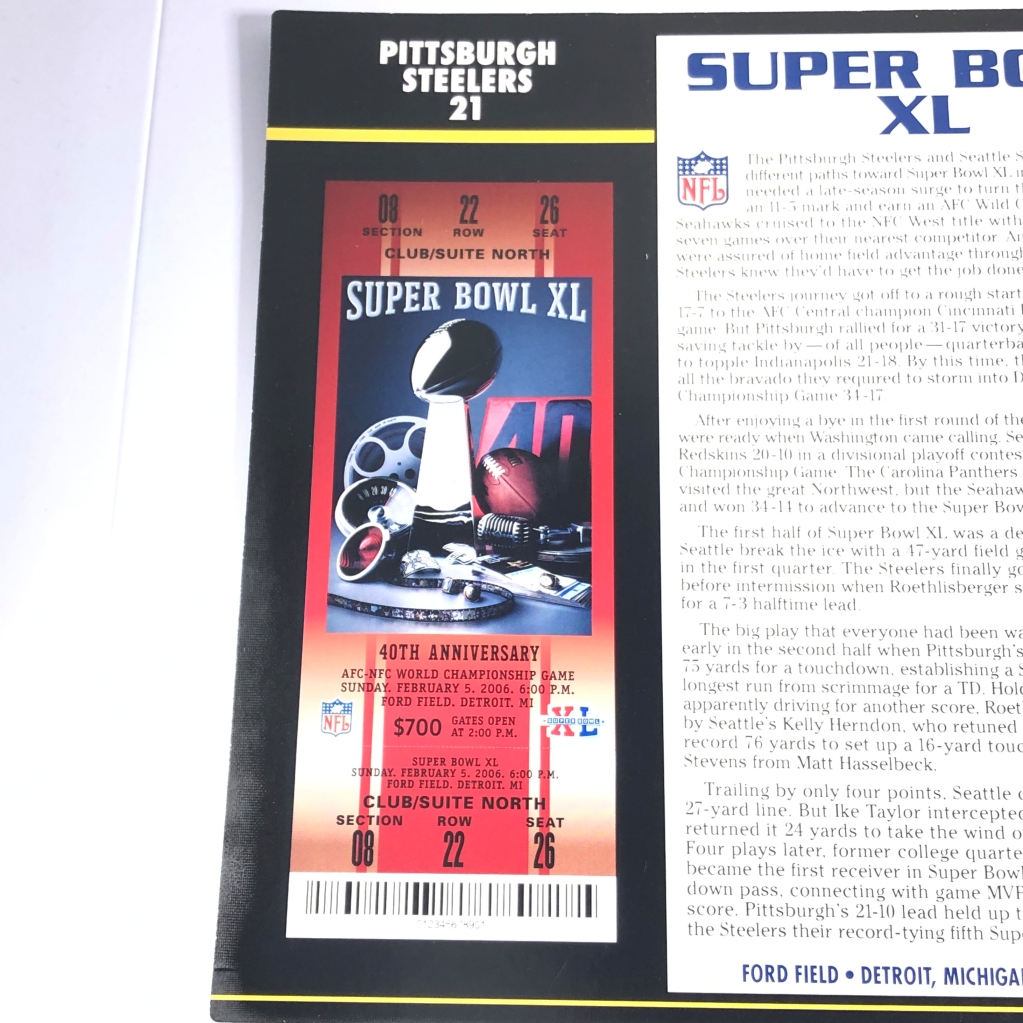 PITTSBURGH
STEELERS
21
08 22 26
SECTION ROW SEAT
CLUB/SUITE NORTH
SUPER BOWL XL
40
40TH ANNIVERSARY
AFC-NFC WORLD CHAMPIONSHIP GAME
SUNDAY, FEBRUARY 5, 2006, 6:00 P.M.
FORD FIELD, DETROIT, MI
NFL
$700
GATES OPEN
AT 2:00 P.M.
XL
SUPER BOWL
SUPER BOWL XL
SUNDAY, FEBRUARY 5, 2006, 6:00 P.M.
FORD FIELD, DETROIT, MI
CLUB/SUITE NORTH
SECTION ROW SEAT
08 22 26
SUPER BO
XL
NFL
The Pittsburgh Steelers and Seattle S
different paths toward Super Bowl XL i
needed a late-season surge to turn t
an 11-5 mark and earn an AFC Wild C
Seahawks cruised to the NFC West title with
seven games over their nearest competitor. A
were assured of home field advantage throug
Steelers knew they'd have to get the job done
The Steelers journey got off to a rough start
17-7 to the AFC Central champion Cincinnati
game. But Pittsburgh rallied for a 31-17 victory
saving tackle by — of all people — quarterba
to topple Indianapolis 21-18. By this time, t
all the bravado they required to storm into D
Championship Game 34-17
After enjoying a bye in the first round of the
were ready when Washington came calling. Se
Redskins 20-10 in a divisional playoff contes
Championship Game. The Carolina Panthers
visited the great Northwest, but the Seahaw
and won 34-14 to advance to the Super Bow
The first half of Super Bowl XL was a de
Seattle break the ice with a 47-yard field g
in the first quarter. The Steelers finally go
before intermission when Roethlisberger s
for a 7-3 halftime lead.
The big play that everyone had been wa
early in the second half when Pittsburgh's
75 yards for a touchdown, establishing a S
longest run from scrimmage for a TD. Hold
apparently driving for another score, Roet
by Seattle's Kelly Herndon, who retuned
record 76 yards to set up a 16-yard touc
Stevens from Matt Hasselbeck.
Trailing by only four points, Seattle c
27-yard line. But Ike Taylor intercepted
returned it 24 yards to take the wind o
Four plays later, former college quarte
became the first receiver in Super Bowl
down pass, connecting with game MVP
score. Pittsburgh's 21-10 lead held up t
the Steelers their record-tying fifth Supe
FORD FIELD • DETROIT, MICHIGAN